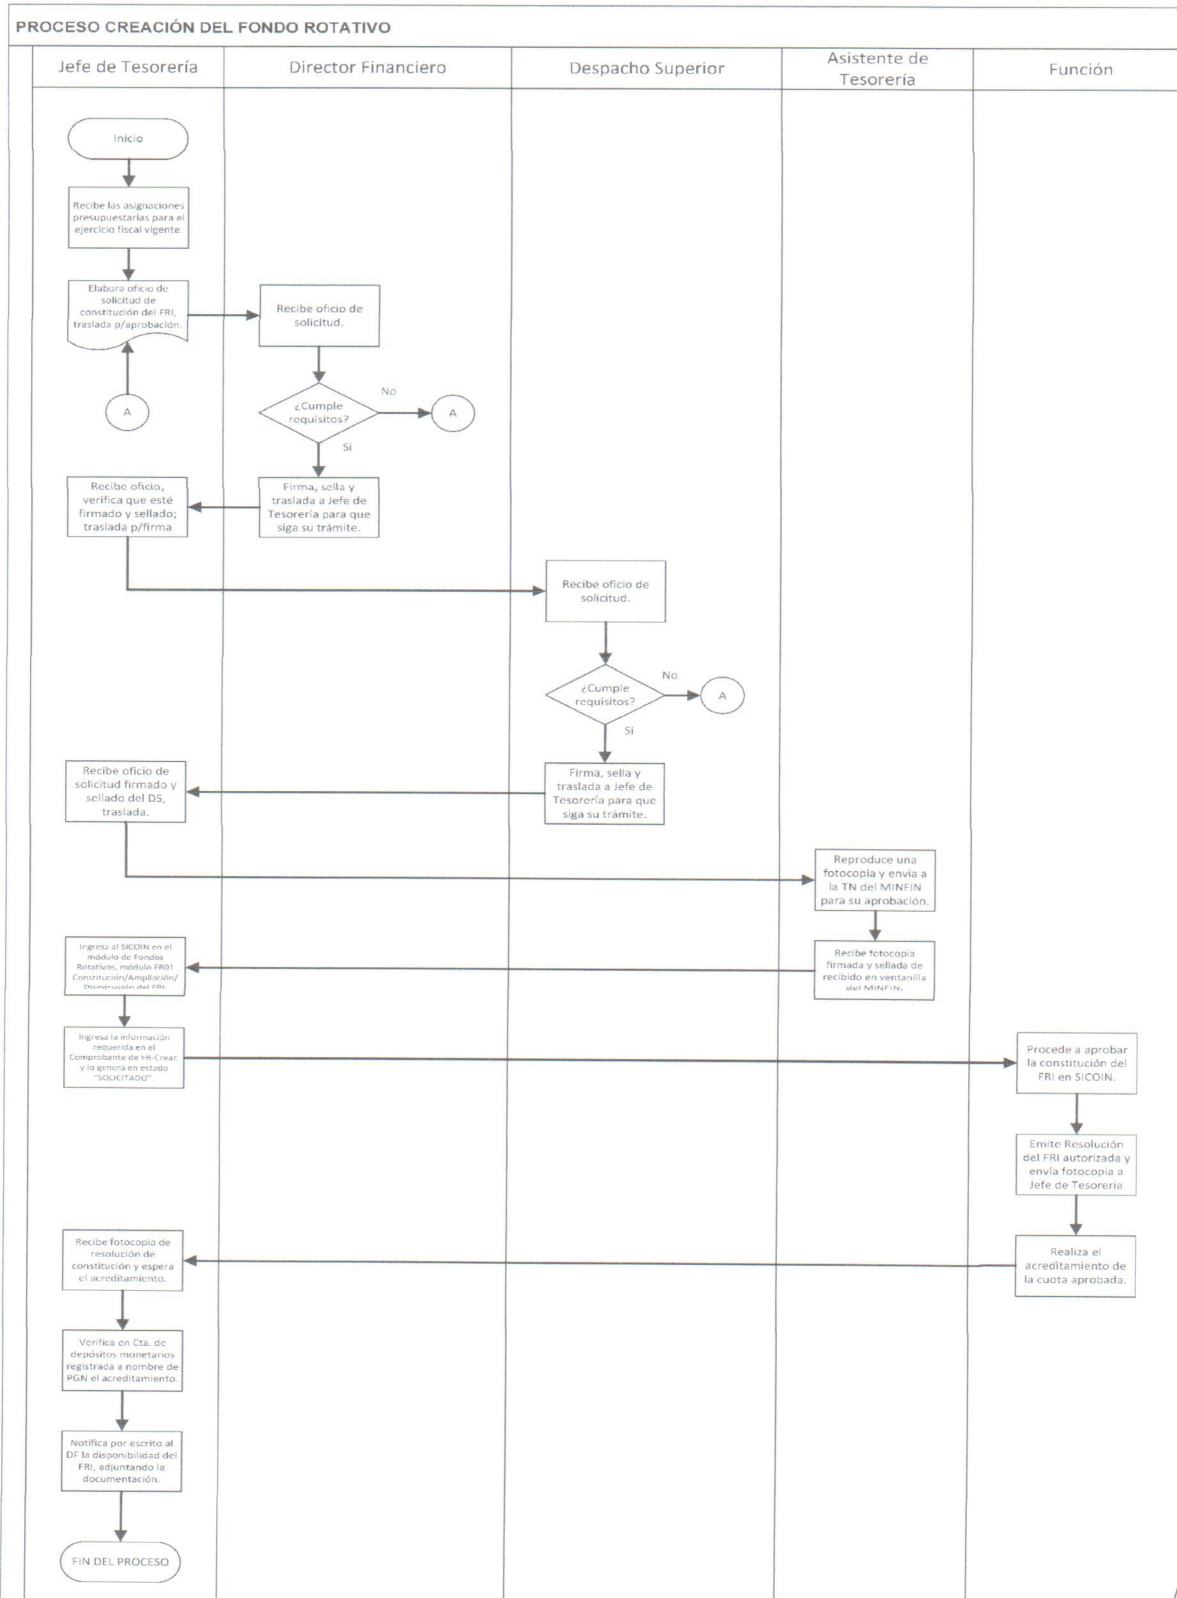 PROCESO CREACIÓN DEL FONDO ROTATIVO
Jefe de Tesorería
Director Financiero
Despacho Superior
Asistente de
Tesorería
Función
Inicio
Recibe las asignaciones
presupuestarias para el
ejercicio fiscal vigente.
Elabora oficio de
solicitud de
constitución del FRI,
traslada p/aprobación.
Recibe oficio de
solicitud.
A
¿Cumple
requisitos?
No
A
Si
Recibe oficio,
verifica que esté
firmado y sellado;
traslada p/firma
Firma, sella y
traslada a Jefe de
Tesorería para que
siga su trámite.
Recibe oficio de
solicitud.
¿Cumple
requisitos?
No
A
Si
Recibe oficio de
solicitud firmado y
sellado del DS,
traslada.
Firma, sella y
traslada a Jefe de
Tesorería para que
siga su trámite.
Reproduce una
fotocopia y envía a
la TN del MINFIN
para su aprobación.
Ingresa al SICOIN en el
módulo de Fondos
Rotativos, módulo FR01
Constitución/Ampliación/
Disminución del FRI.
Recibe fotocopia
firmada y sellada de
recibido en ventanilla
del MINFIN.
Ingresa la información
requerida en el
Comprobante de FR-Crear,
y lo genera en estado
"SOLICITADO"
Procede a aprobar
la constitución del
FRI en SICOIN.
Emite Resolución
del FRI autorizada y
envía fotocopia a
Jefe de Tesorería
Recibe fotocopia de
resolución de
constitución y espera
el acreditamiento.
Realiza el
acreditamiento de
la cuota aprobada.
Verifica en Cta. de
depósitos monetarios
registrada a nombre de
PGN el acreditamiento.
Notifica por escrito al
DF la disponibilidad del
FRI, adjuntando la
documentación.
FIN DEL PROCESO